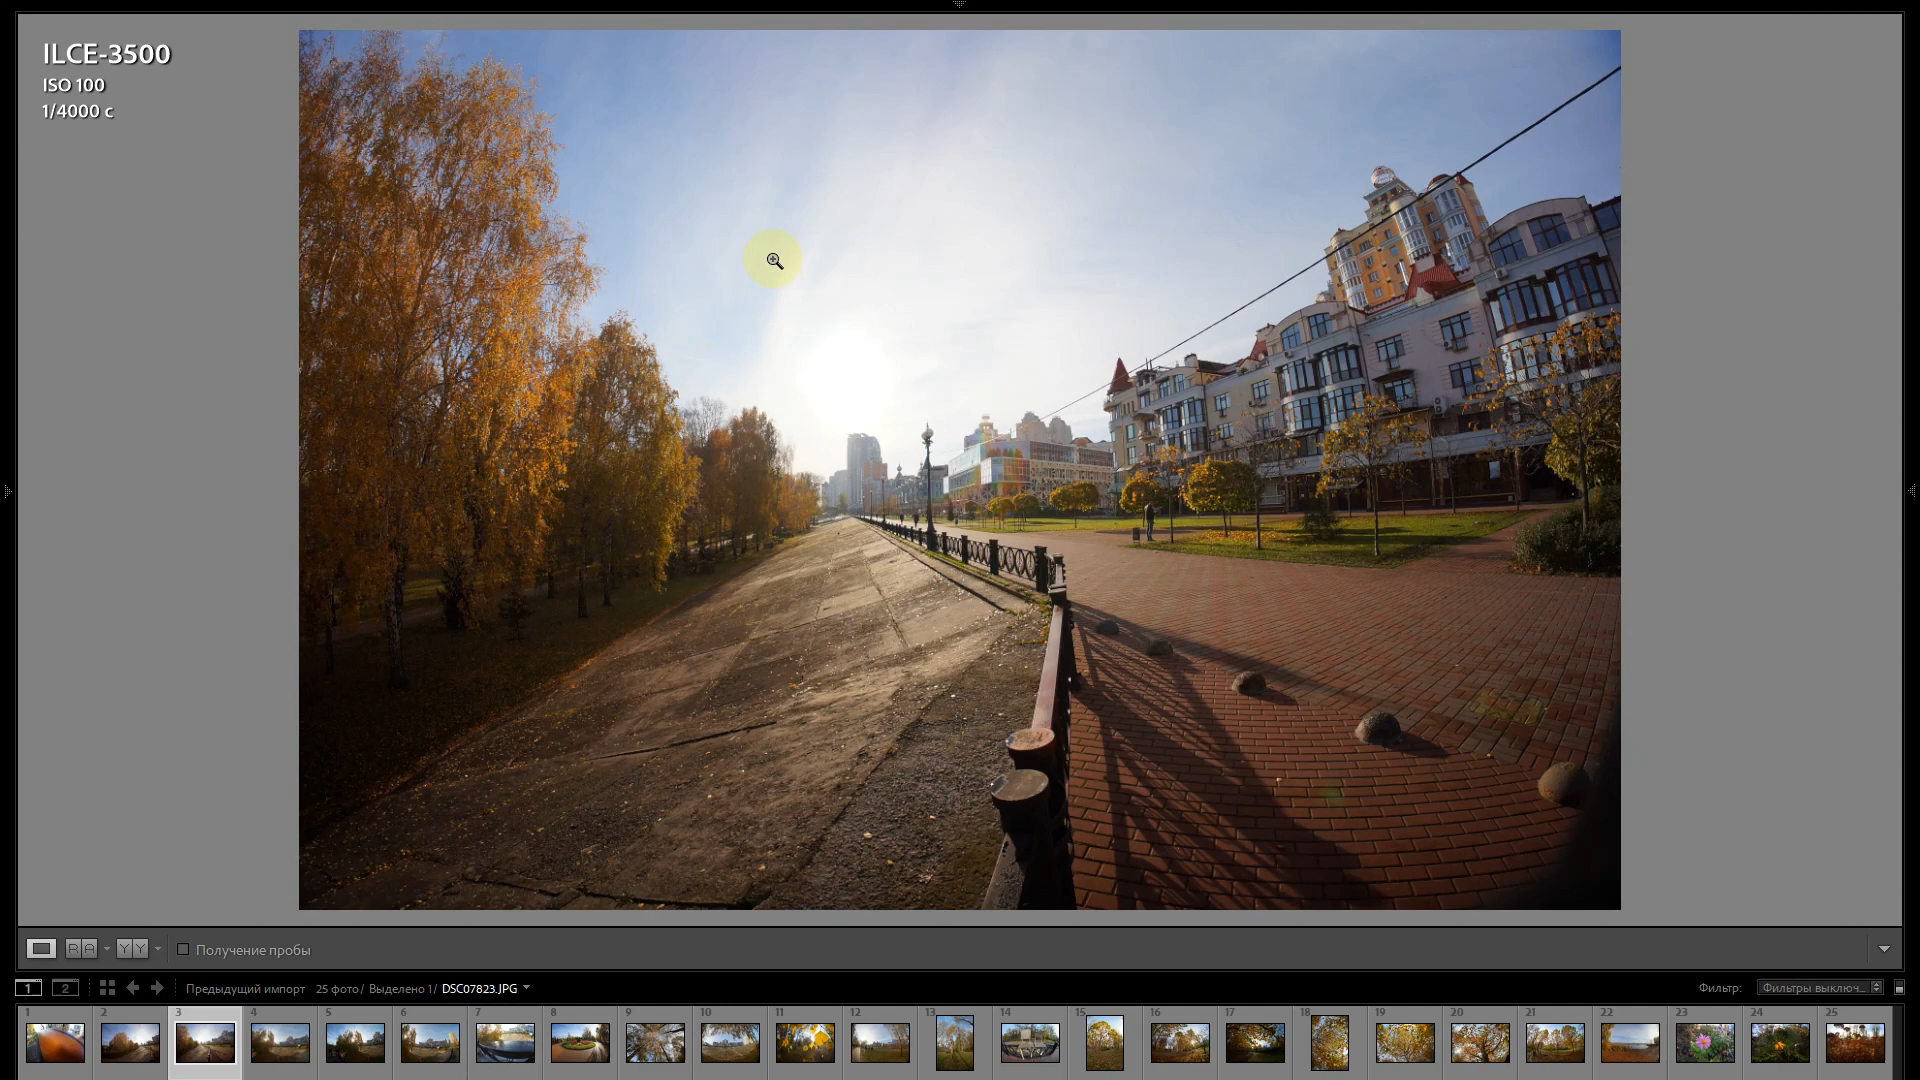 ILCE-3500
ISO 100
1/4000 с
RA YY Получение пробы
1 2 Предыдущий импорт 25 фото/ Выделено 1/ DSC07823.JPG Фильтр: Фильтры выключ...
1 2 3 4 5 6 7 8 9 10 11 12 13 14 15 16 17 18 19 20 21 22 23 24 25